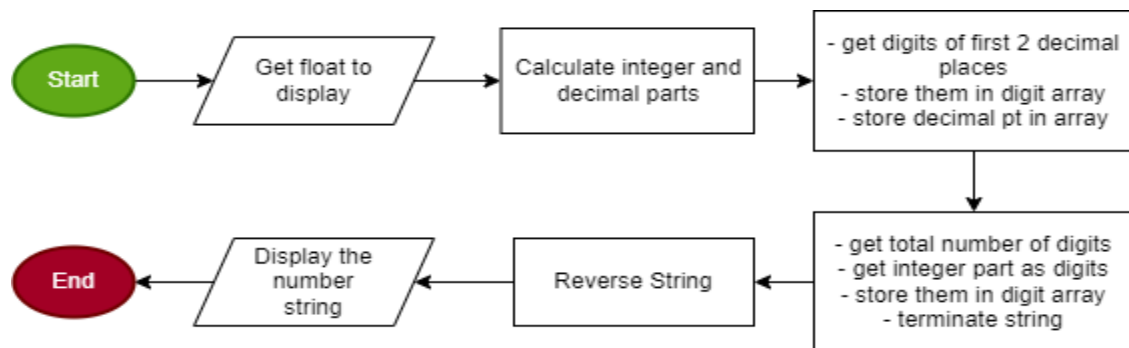 Start
Get float to
display
Calculate integer and
decimal parts
- get digits of first 2 decimal
places
- store them in digit array
- store decimal pt in array
- get total number of digits
- get integer part as digits
- store them in digit array
- terminate string
Reverse String
Display the
number
string
End